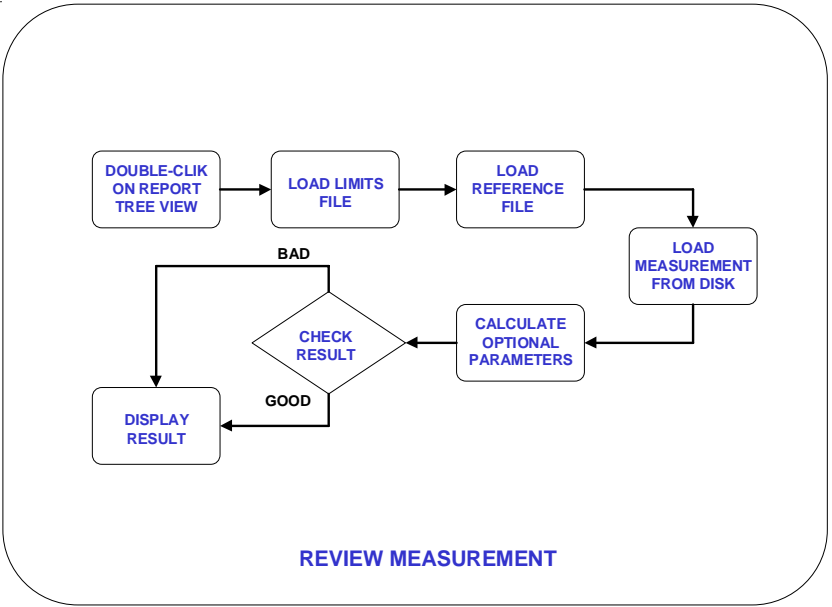 DOUBLE-CLIK
ON REPORT
TREE VIEW
LOAD LIMITS
FILE
LOAD
REFERENCE
FILE
LOAD
MEASUREMENT
FROM DISK
CALCULATE
OPTIONAL
PARAMETERS
CHECK
RESULT
BAD
GOOD
DISPLAY
RESULT
REVIEW MEASUREMENT